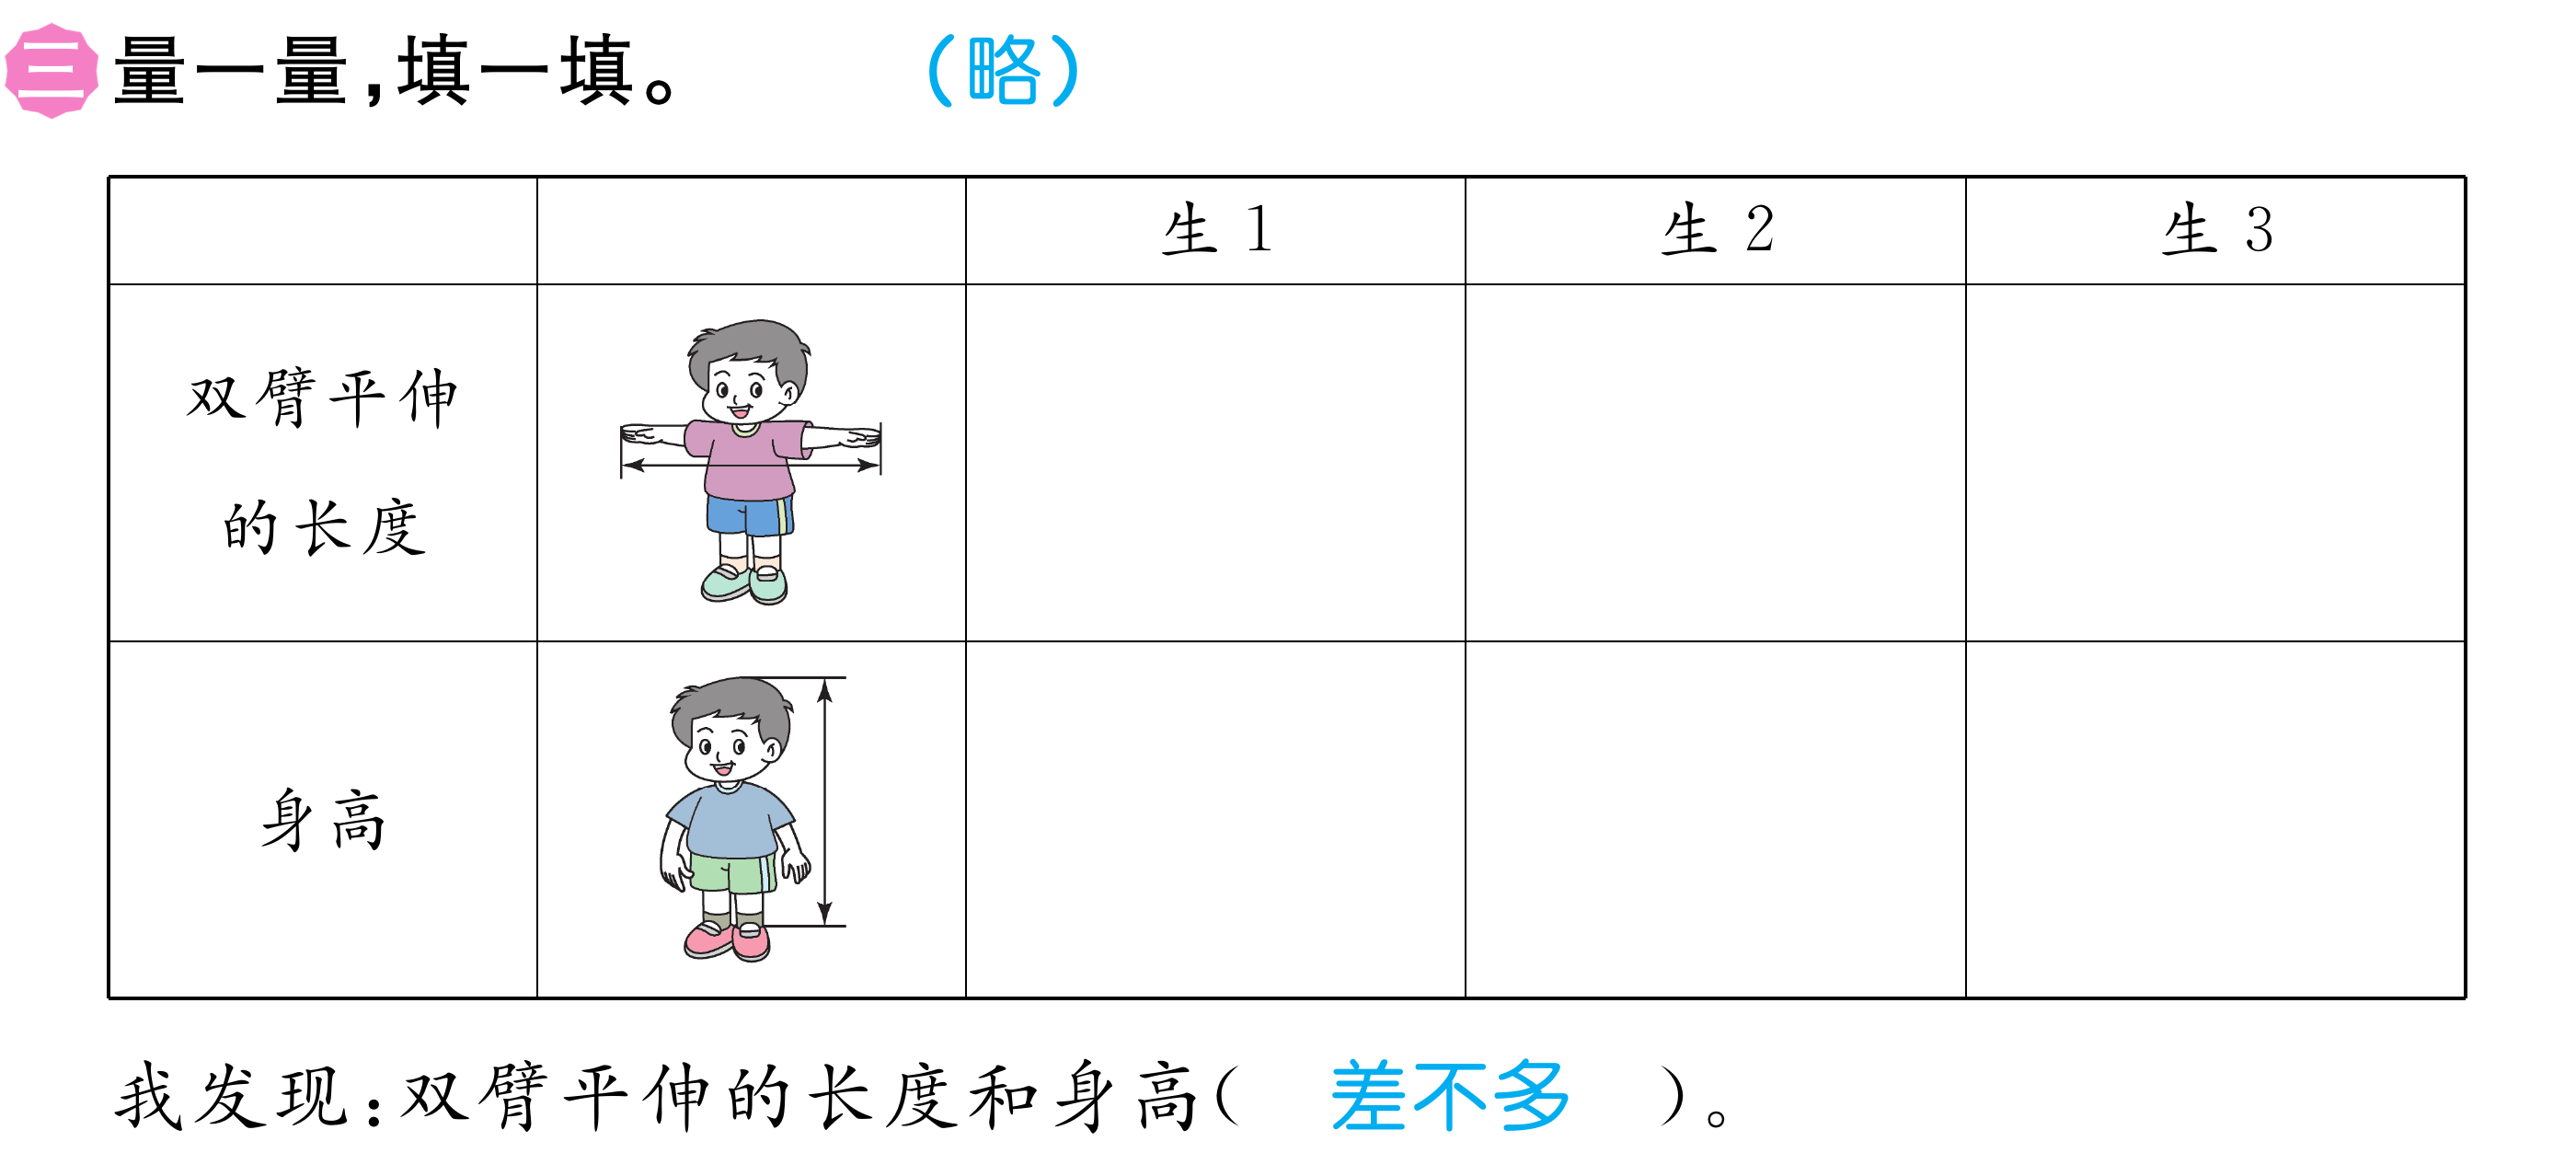 三 量一量,填一填。 (略)
生 1 生 2 生 3
双臂平伸
的长度
身高
我发现:双臂平伸的长度和身高( 差不多 )。